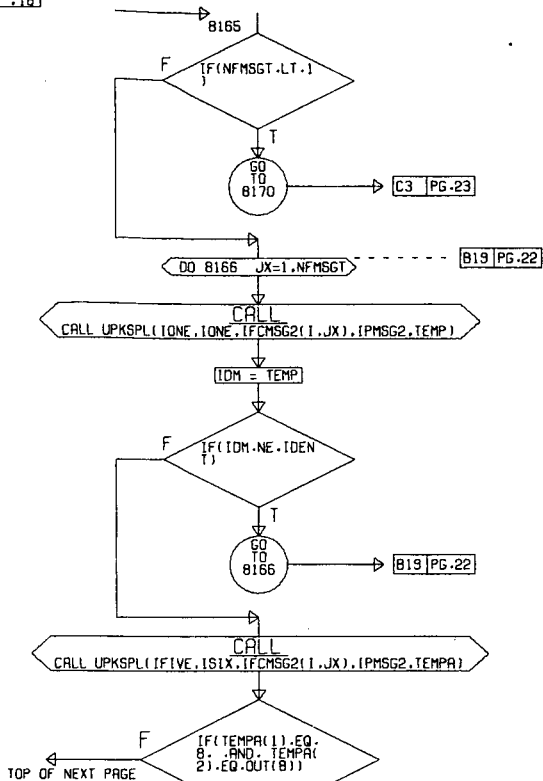 .16
8165
F
IF(NFMSGT.LT.1
)
T
GO
TO
8170
C3 PG.23
DO 8166 JX=1,NFMSGT
B19 PG.22
CALL
CALL UPKSPL(IONE,IONE,IFCMSG2(I,JX),IPMSG2,TEMP)
IDM = TEMP
F
IF(IDM.NE.IDEN
T)
T
GO
TO
8166
B19 PG.22
CALL
CALL UPKSPL(IFIVE,ISIX,IFCMSG2(I,JX),IPMSG2,TEMPA)
F
IF(TEMPA(1).EQ.
8. .AND. TEMPA(
2).EQ.OUT(8))
TOP OF NEXT PAGE